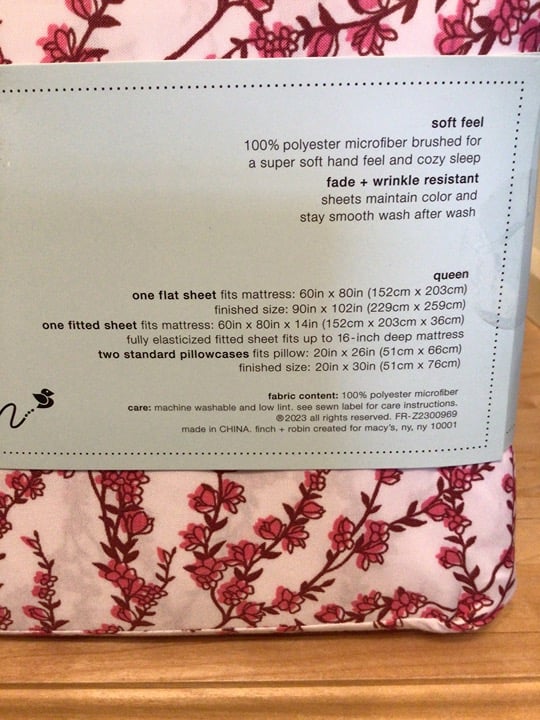 soft feel
100% polyester microfiber brushed for
a super soft hand feel and cozy sleep
fade + wrinkle resistant
sheets maintain color and
stay smooth wash after wash
queen
one flat sheet fits mattress: 60in x 80in (152cm x 203cm)
finished size: 90in x 102in (229cm x 259cm)
one fitted sheet fits mattress: 60in x 80in x 14in (152cm x 203cm x 36cm)
fully elasticized fitted sheet fits up to 16-inch deep mattress
two standard pillowcases fits pillow: 20in x 26in (51cm x 66cm)
finished size: 20in x 30in (51cm x 76cm)
fabric content: 100% polyester microfiber
care: machine washable and low lint. see sewn label for care instructions.
©2023 all rights reserved. FR-Z2300969
made in CHINA. finch + robin created for macy's, ny, ny 10001